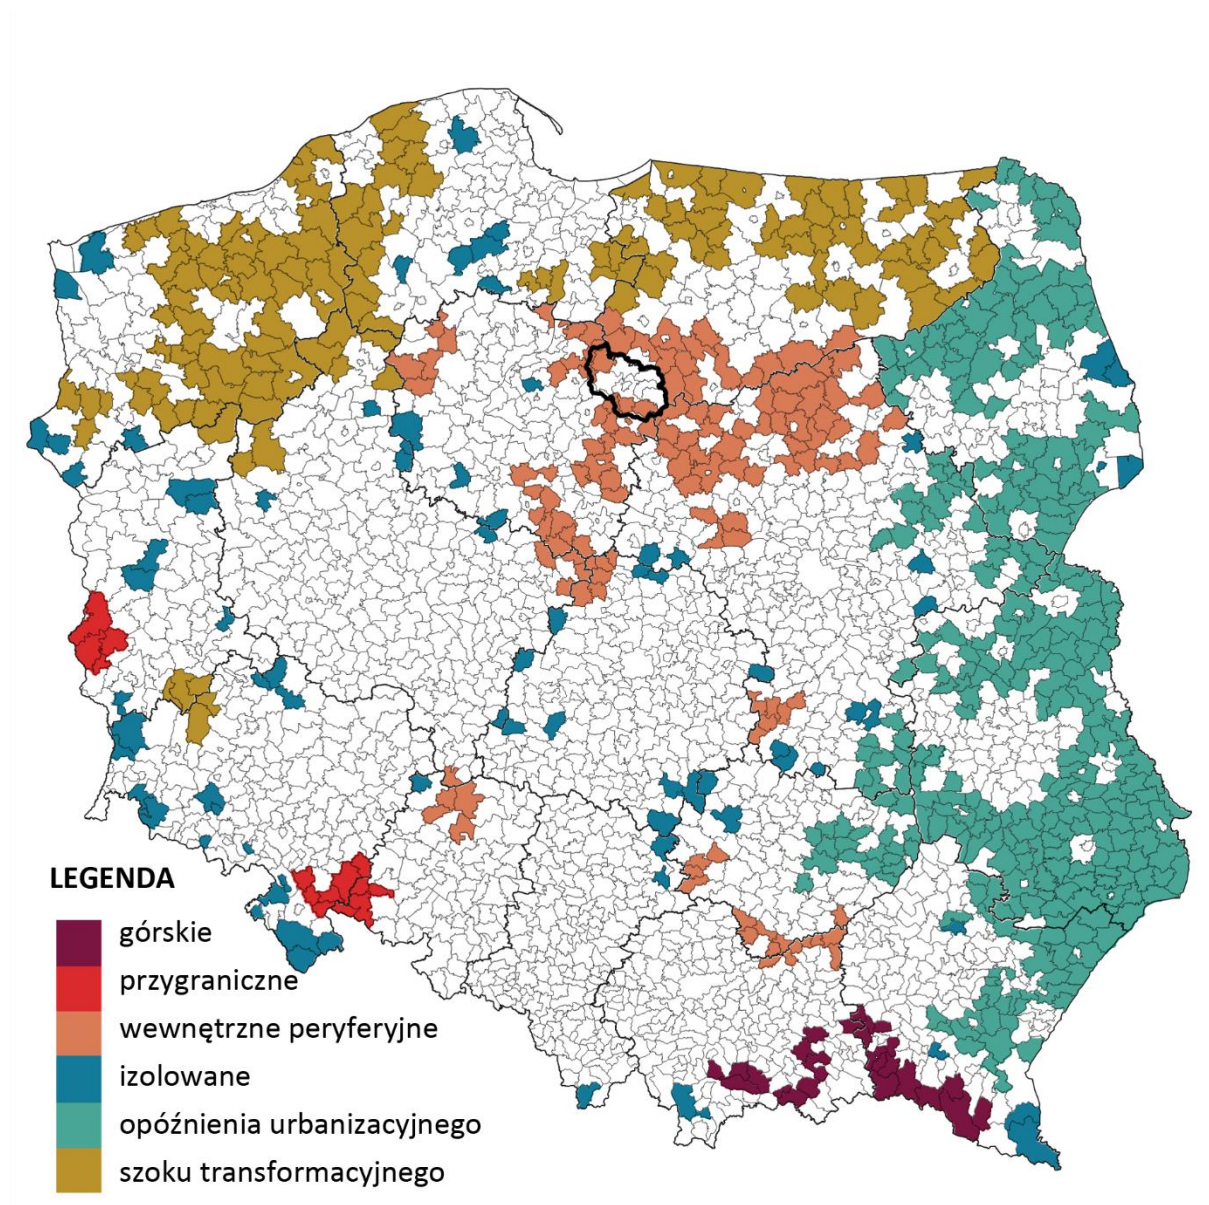 LEGENDA
górskie
przygraniczne
wewnętrzne peryferyjne
izolowane
opóźnienia urbanizacyjnego
szoku transformacyjnego